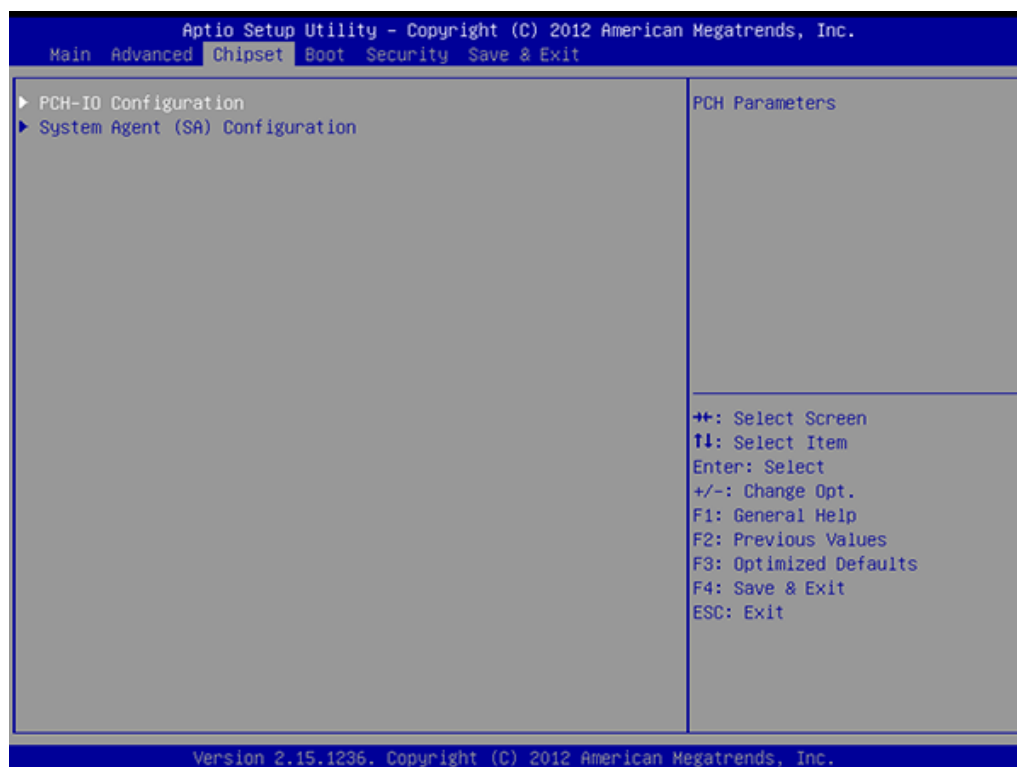 Aptio Setup Utility - Copyright (C) 2012 American Megatrends, Inc.
Main Advanced Chipset Boot Security Save & Exit
PCH-IO Configuration
System Agent (SA) Configuration
PCH Parameters
→←: Select Screen
↑↓: Select Item
Enter: Select
+/-: Change Opt.
F1: General Help
F2: Previous Values
F3: Optimized Defaults
F4: Save & Exit
ESC: Exit
Version 2.15.1236. Copyright (C) 2012 American Megatrends, Inc.